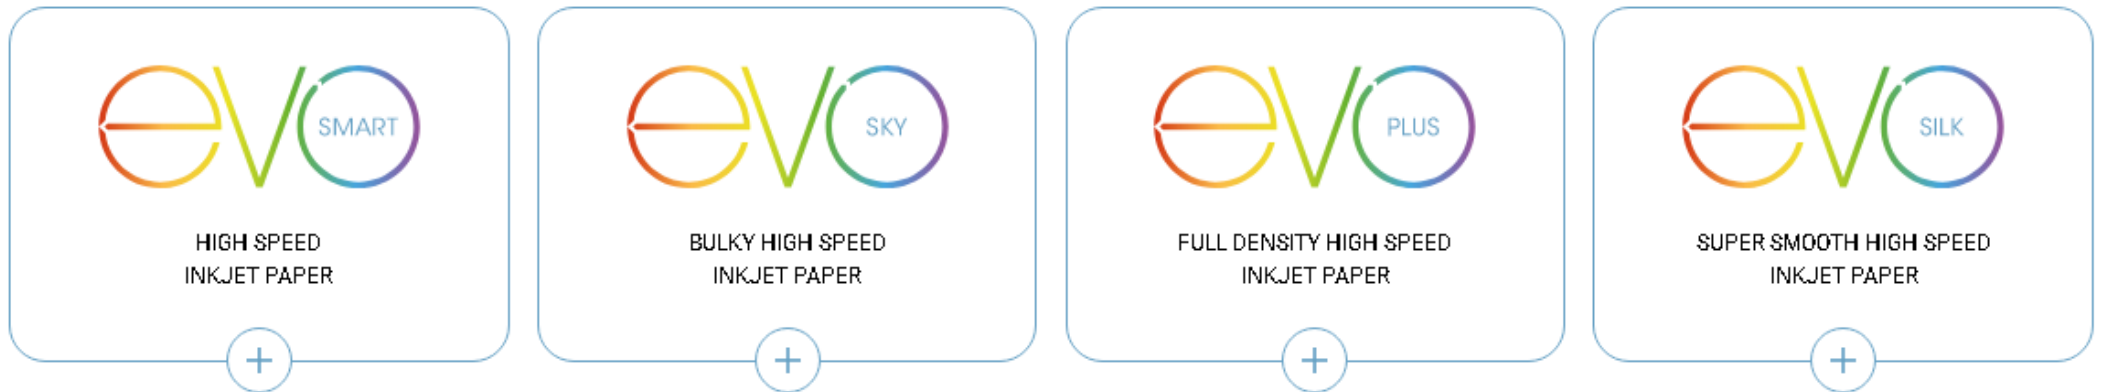 evo SMART
HIGH SPEED
INKJET PAPER
evo SKY
BULKY HIGH SPEED
INKJET PAPER
evo PLUS
FULL DENSITY HIGH SPEED
INKJET PAPER
evo SILK
SUPER SMOOTH HIGH SPEED
INKJET PAPER